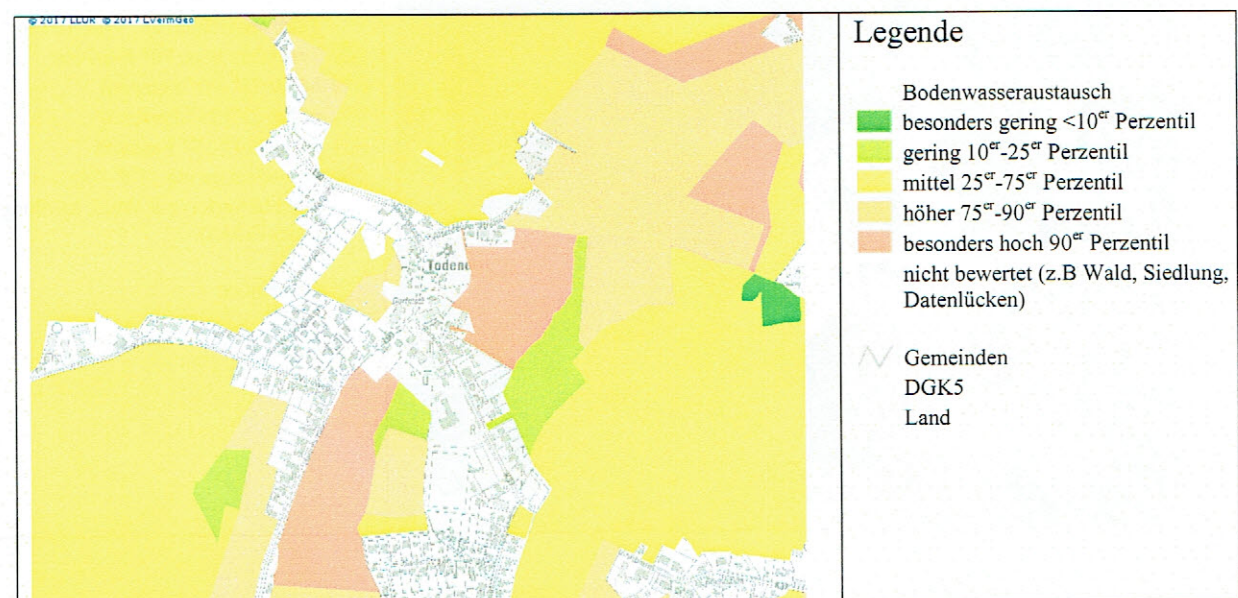 © 2017 LLUR © 2017 LVermGeo
Legende
Bodenwasseraustausch
besonders gering <10er Perzentil
gering 10er-25er Perzentil
mittel 25er-75er Perzentil
höher 75er-90er Perzentil
besonders hoch 90er Perzentil
nicht bewertet (z.B Wald, Siedlung,
Datenlücken)
Gemeinden
DGK5
Land